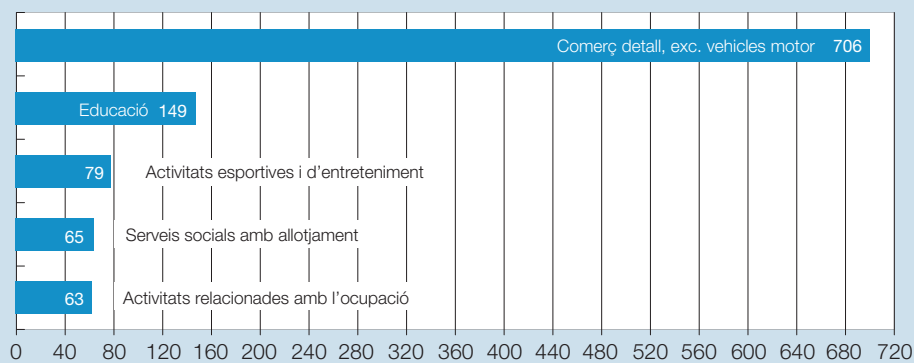 Comerç detall, exc. vehicles motor 706
Educació 149
79 Activitats esportives i d’entreteniment
65 Serveis socials amb allotjament
63 Activitats relacionades amb l’ocupació
0 40 80 120 160 200 240 280 320 360 400 440 480 520 560 600 640 680 720